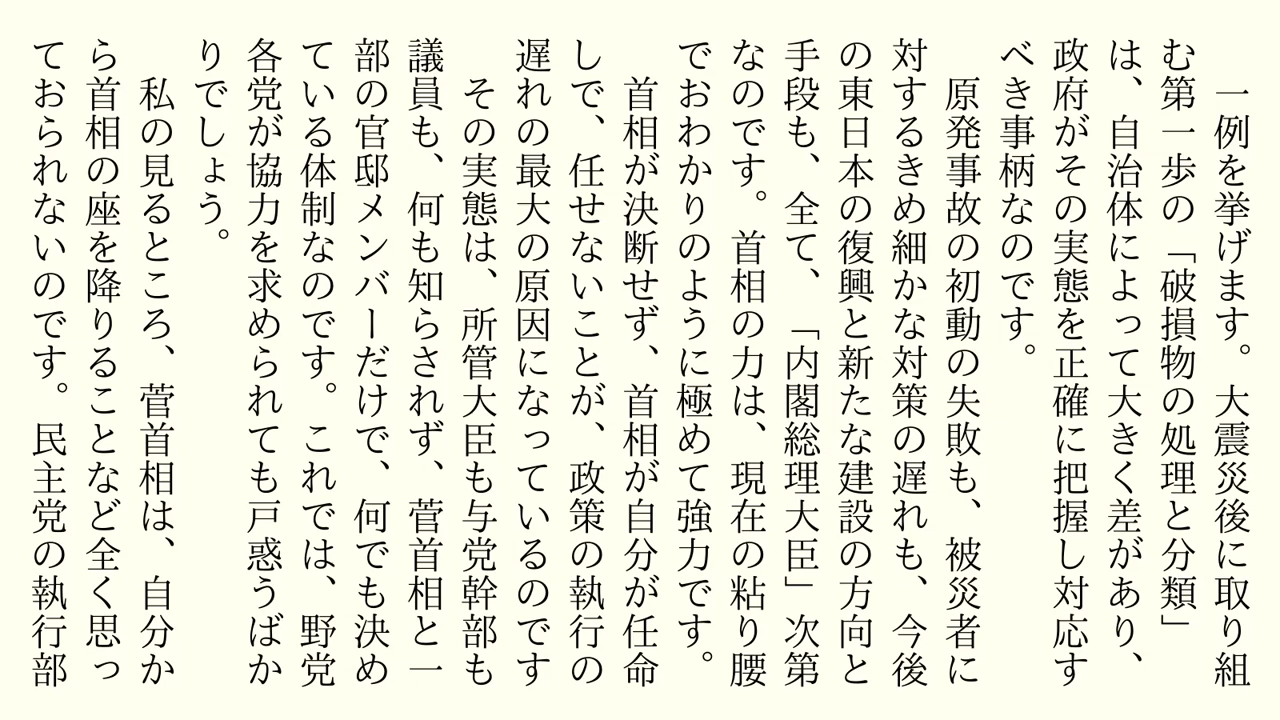 一例を挙げます。大震災後に取り組
む第一歩の「破損物の処理と分類」
は、自治体によって大きく差があり、
政府がその実態を正確に把握し対応す
べき事柄なのです。
原発事故の初動の失敗も、被災者に
対するきめ細かな対策の遅れも、今後
の東日本の復興と新たな建設の方向と
手段も、全て、「内閣総理大臣」次第
なのです。首相の力は、現在の粘り腰
でおわかりのように極めて強力です。
首相が決断せず、首相が自分が任命
して、任せないことが、政策の執行の
遅れの最大の原因になっているのです
その実態は、所管大臣も与党幹部も
議員も、何も知らされず、菅首相と一
部の官邸メンバーだけで、何でも決め
ている体制なのです。これでは、野党
各党が協力を求められても戸惑うばか
りでしょう。
私の見るところ、菅首相は、自分か
ら首相の座を降りることなど全く思っ
ておられないのです。民主党の執行部